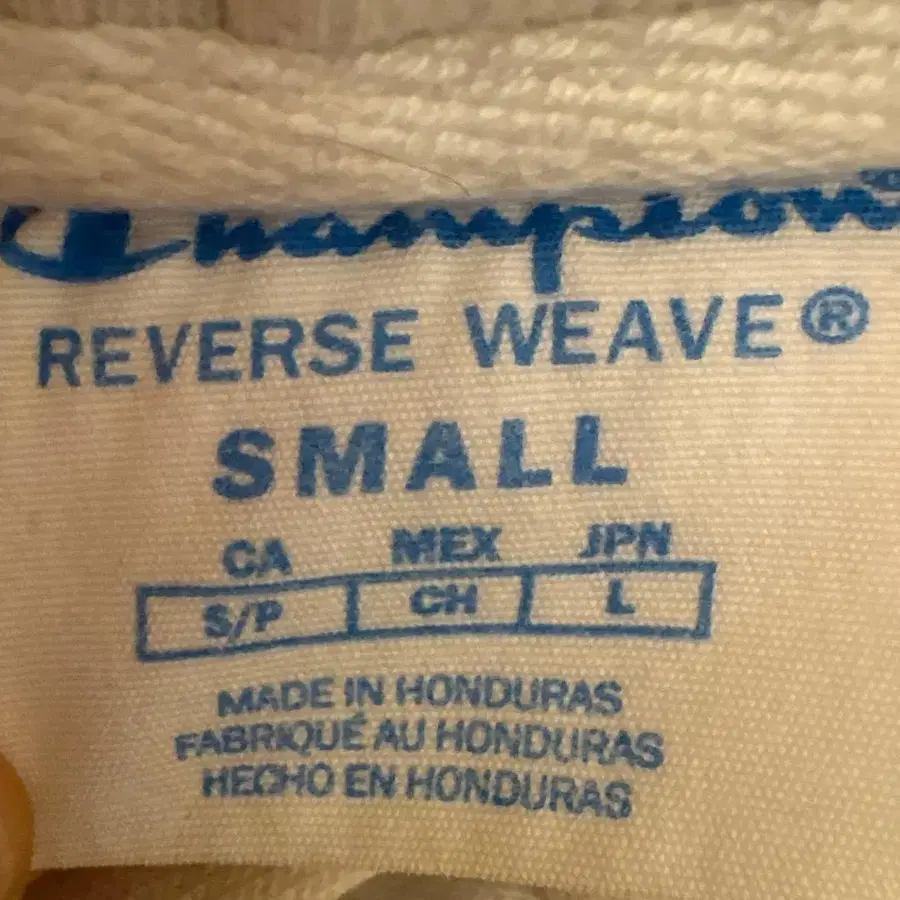 Champion®
REVERSE WEAVE®
SMALL
CA MEX JPN
S/P CH L
MADE IN HONDURAS
FABRIQUÉ AU HONDURAS
HECHO EN HONDURAS